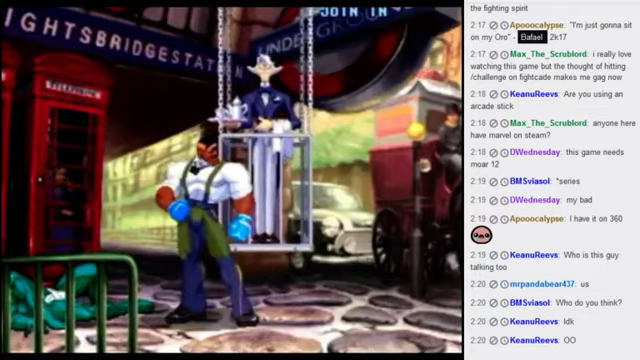 JOIN IN
IGHTSBRIDGESTATION
UNDERGROUND
TELEPHONE
the fighting spirit
2:17 Apooocalypse: "I'm just gonna sit
on my Oro" - Bafael 2k17
2:17 Max_The_Scrublord: i really love
watching this game but the thought of hitting
/challenge on fightcade makes me gag now
2:18 KeanuReevs: Are you using an
arcade stick
2:18 Max_The_Scrublord: anyone here
have marvel on steam?
2:18 DWednesday: this game needs
moar 12
2:19 BMSviasol: *series
2:19 DWednesday: my bad
2:19 Apooocalypse: I have it on 360
2:19 KeanuReevs: Who is this guy
talking too
2:20 mrpandabear437: us
2:20 BMSviasol: Who do you think?
2:20 KeanuReevs: Idk
2:20 KeanuReevs: OO